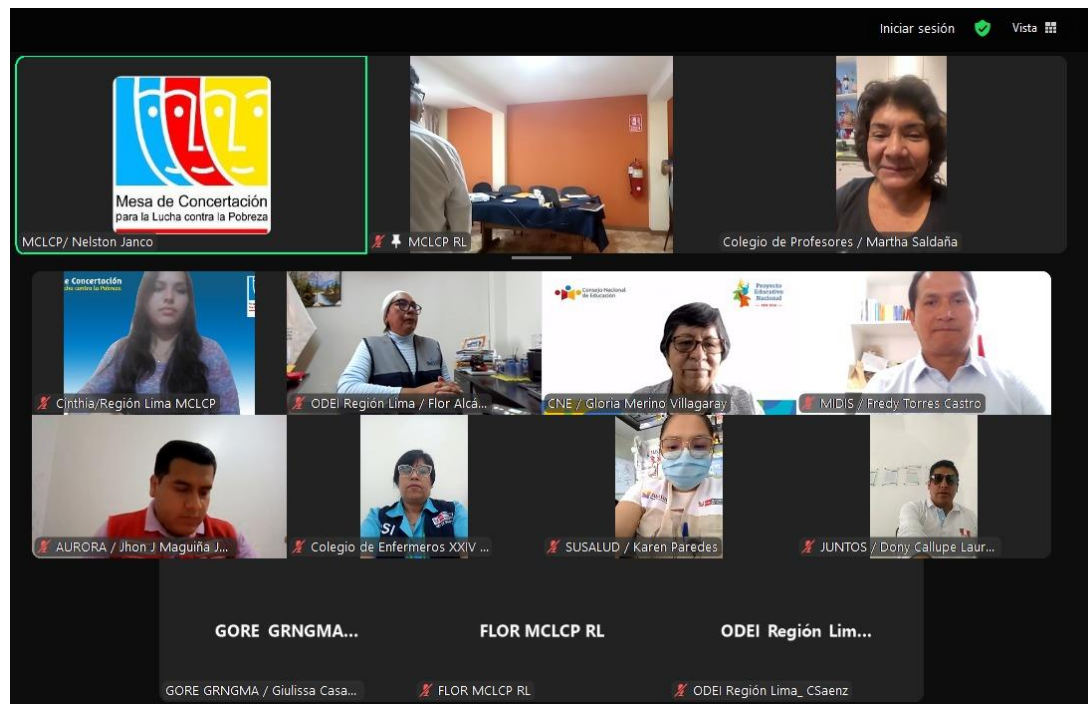 Iniciar sesión
Vista
Mesa de Concertación
para la Lucha contra la Pobreza
MCLCP/ Nelston Janco
MCLCP RL
Colegio de Profesores / Martha Saldaña
e Concertación
cha contra la Pobreza
Cinthia/Región Lima MCLCP
ODEI Región Lima / Flor Alcá...
Consejo Nacional
de Educación
Proyecto
Educativo
Nacional
CNE / Gloria Merino Villagaray
MIDIS / Fredy Torres Castro
AURORA / Jhon J Maguiña J...
Colegio de Enfermeros XXIV ...
SUSALUD / Karen Paredes
JUNTOS / Dony Callupe Laur...
GORE GRNGMA...
FLOR MCLCP RL
ODEI Región Lim...
GORE GRNGMA / Giulissa Casa...
FLOR MCLCP RL
ODEI Región Lima_ CSaenz